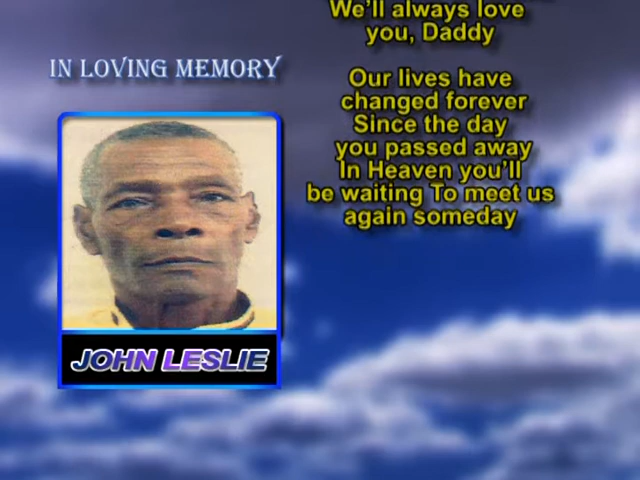 We'll always love
you, Daddy
IN LOVING MEMORY
Our lives have
changed forever
Since the day
you passed away
In Heaven you'll
be waiting To meet us
again someday
JOHN LESLIE